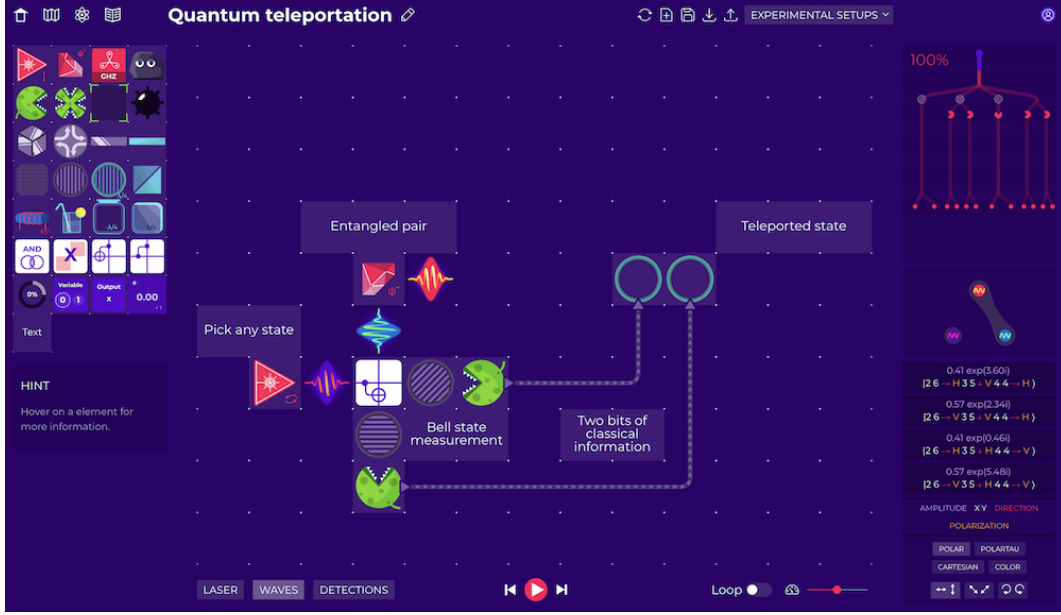 Quantum teleportation
EXPERIMENTAL SETUPS
GHZ
λ/4
-λ/4
λ/4
AND
X
0%
Variable
0 1
Output
X
0.00
Text
HINT
Hover on a element for
more information.
Entangled pair
Teleported state
Pick any state
Ψ-
Bell state
measurement
Two bits of
classical
information
LASER
WAVES
DETECTIONS
Loop
100%
0.41 exp(3.60i)
|26→H35↓V44→H⟩
0.57 exp(2.34i)
|26→V35↓V44→H⟩
0.41 exp(0.46i)
|26→H35↓H44→V⟩
0.57 exp(5.48i)
|26→V35↓H44→V⟩
AMPLITUDE XY DIRECTION
POLARIZATION
POLAR POLARTAU
CARTESIAN COLOR